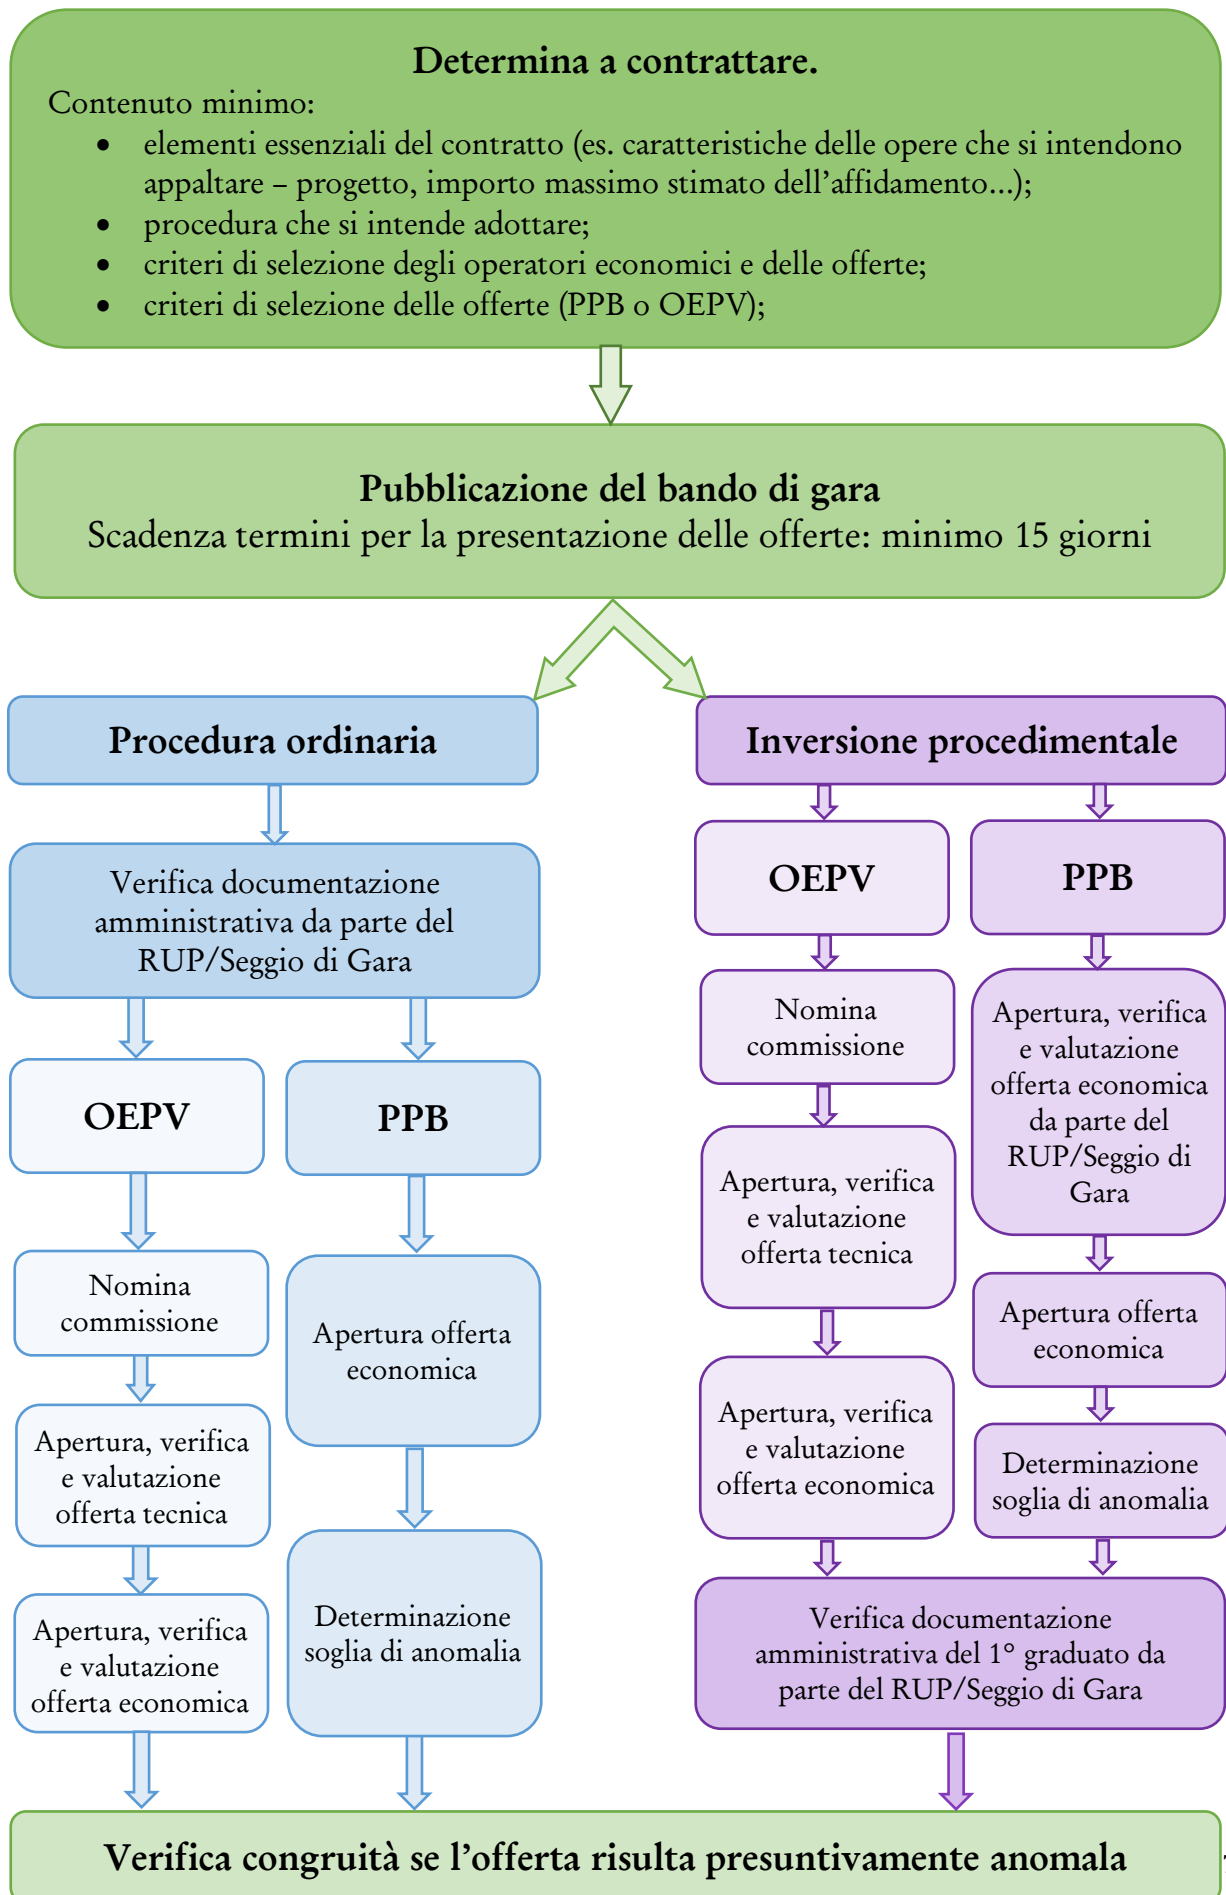 Determina a contrattare.
Contenuto minimo:
• elementi essenziali del contratto (es. caratteristiche delle opere che si intendono
appaltare – progetto, importo massimo stimato dell’affidamento…);
• procedura che si intende adottare;
• criteri di selezione degli operatori economici e delle offerte;
• criteri di selezione delle offerte (PPB o OEPV);
Pubblicazione del bando di gara
Scadenza termini per la presentazione delle offerte: minimo 15 giorni
Procedura ordinaria
Verifica documentazione
amministrativa da parte del
RUP/Seggio di Gara
OEPV
Nomina
commissione
Apertura, verifica
e valutazione
offerta tecnica
Apertura, verifica
e valutazione
offerta economica
PPB
Apertura offerta
economica
Determinazione
soglia di anomalia
Inversione procedimentale
OEPV
Nomina
commissione
Apertura, verifica
e valutazione
offerta tecnica
Apertura, verifica
e valutazione
offerta economica
PPB
Apertura, verifica
e valutazione
offerta economica
da parte del
RUP/Seggio di
Gara
Apertura offerta
economica
Determinazione
soglia di anomalia
Verifica documentazione
amministrativa del 1° graduato da
parte del RUP/Seggio di Gara
Verifica congruità se l’offerta risulta presuntivamente anomala